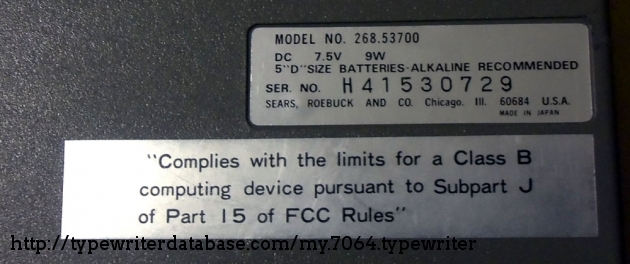 MODEL NO. 268.53700
DC 7.5V 9W
5"D"SIZE BATTERIES-ALKALINE RECOMMENDED
SER. NO. H41530729
SEARS, ROEBUCK AND CO. Chicago. Ill. 60684 U.S.A.
MADE IN JAPAN
"Complies with the limits for a Class B
computing device pursuant to Subpart J
of Part 15 of FCC Rules"
http://typewriterdatabase.com/my.7064.typewriter